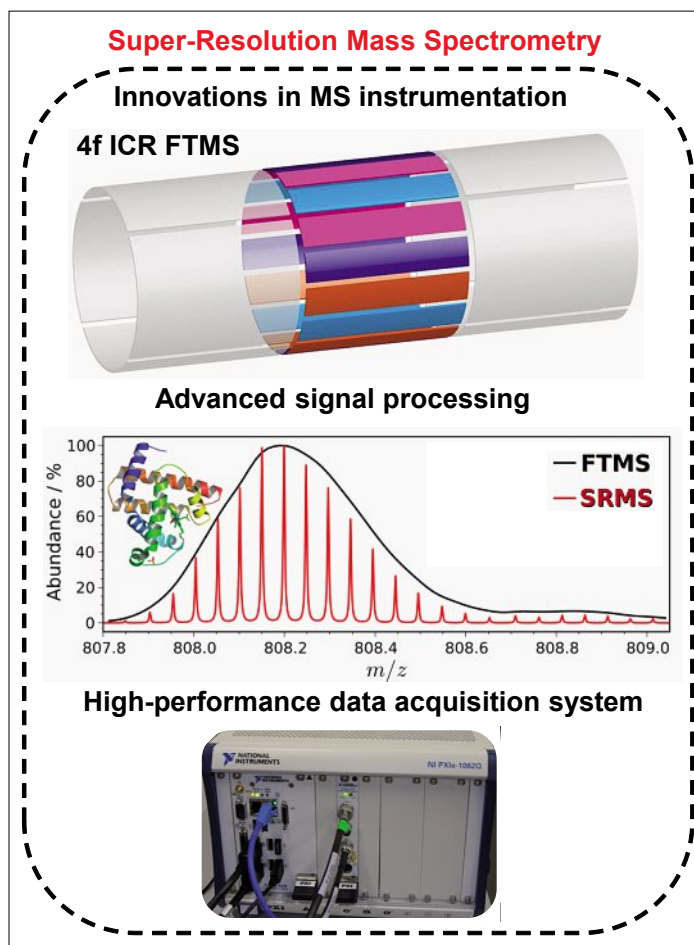 Super-Resolution Mass Spectrometry
Innovations in MS instrumentation
4f ICR FTMS
Advanced signal processing
Abundance / %
100
80
60
40
20
0
FTMS
SRMS
807.8 808.0 808.2 808.4 808.6 808.8 809.0
m/z
High-performance data acquisition system
NATIONAL INSTRUMENTS
NI PXIe-1062Q